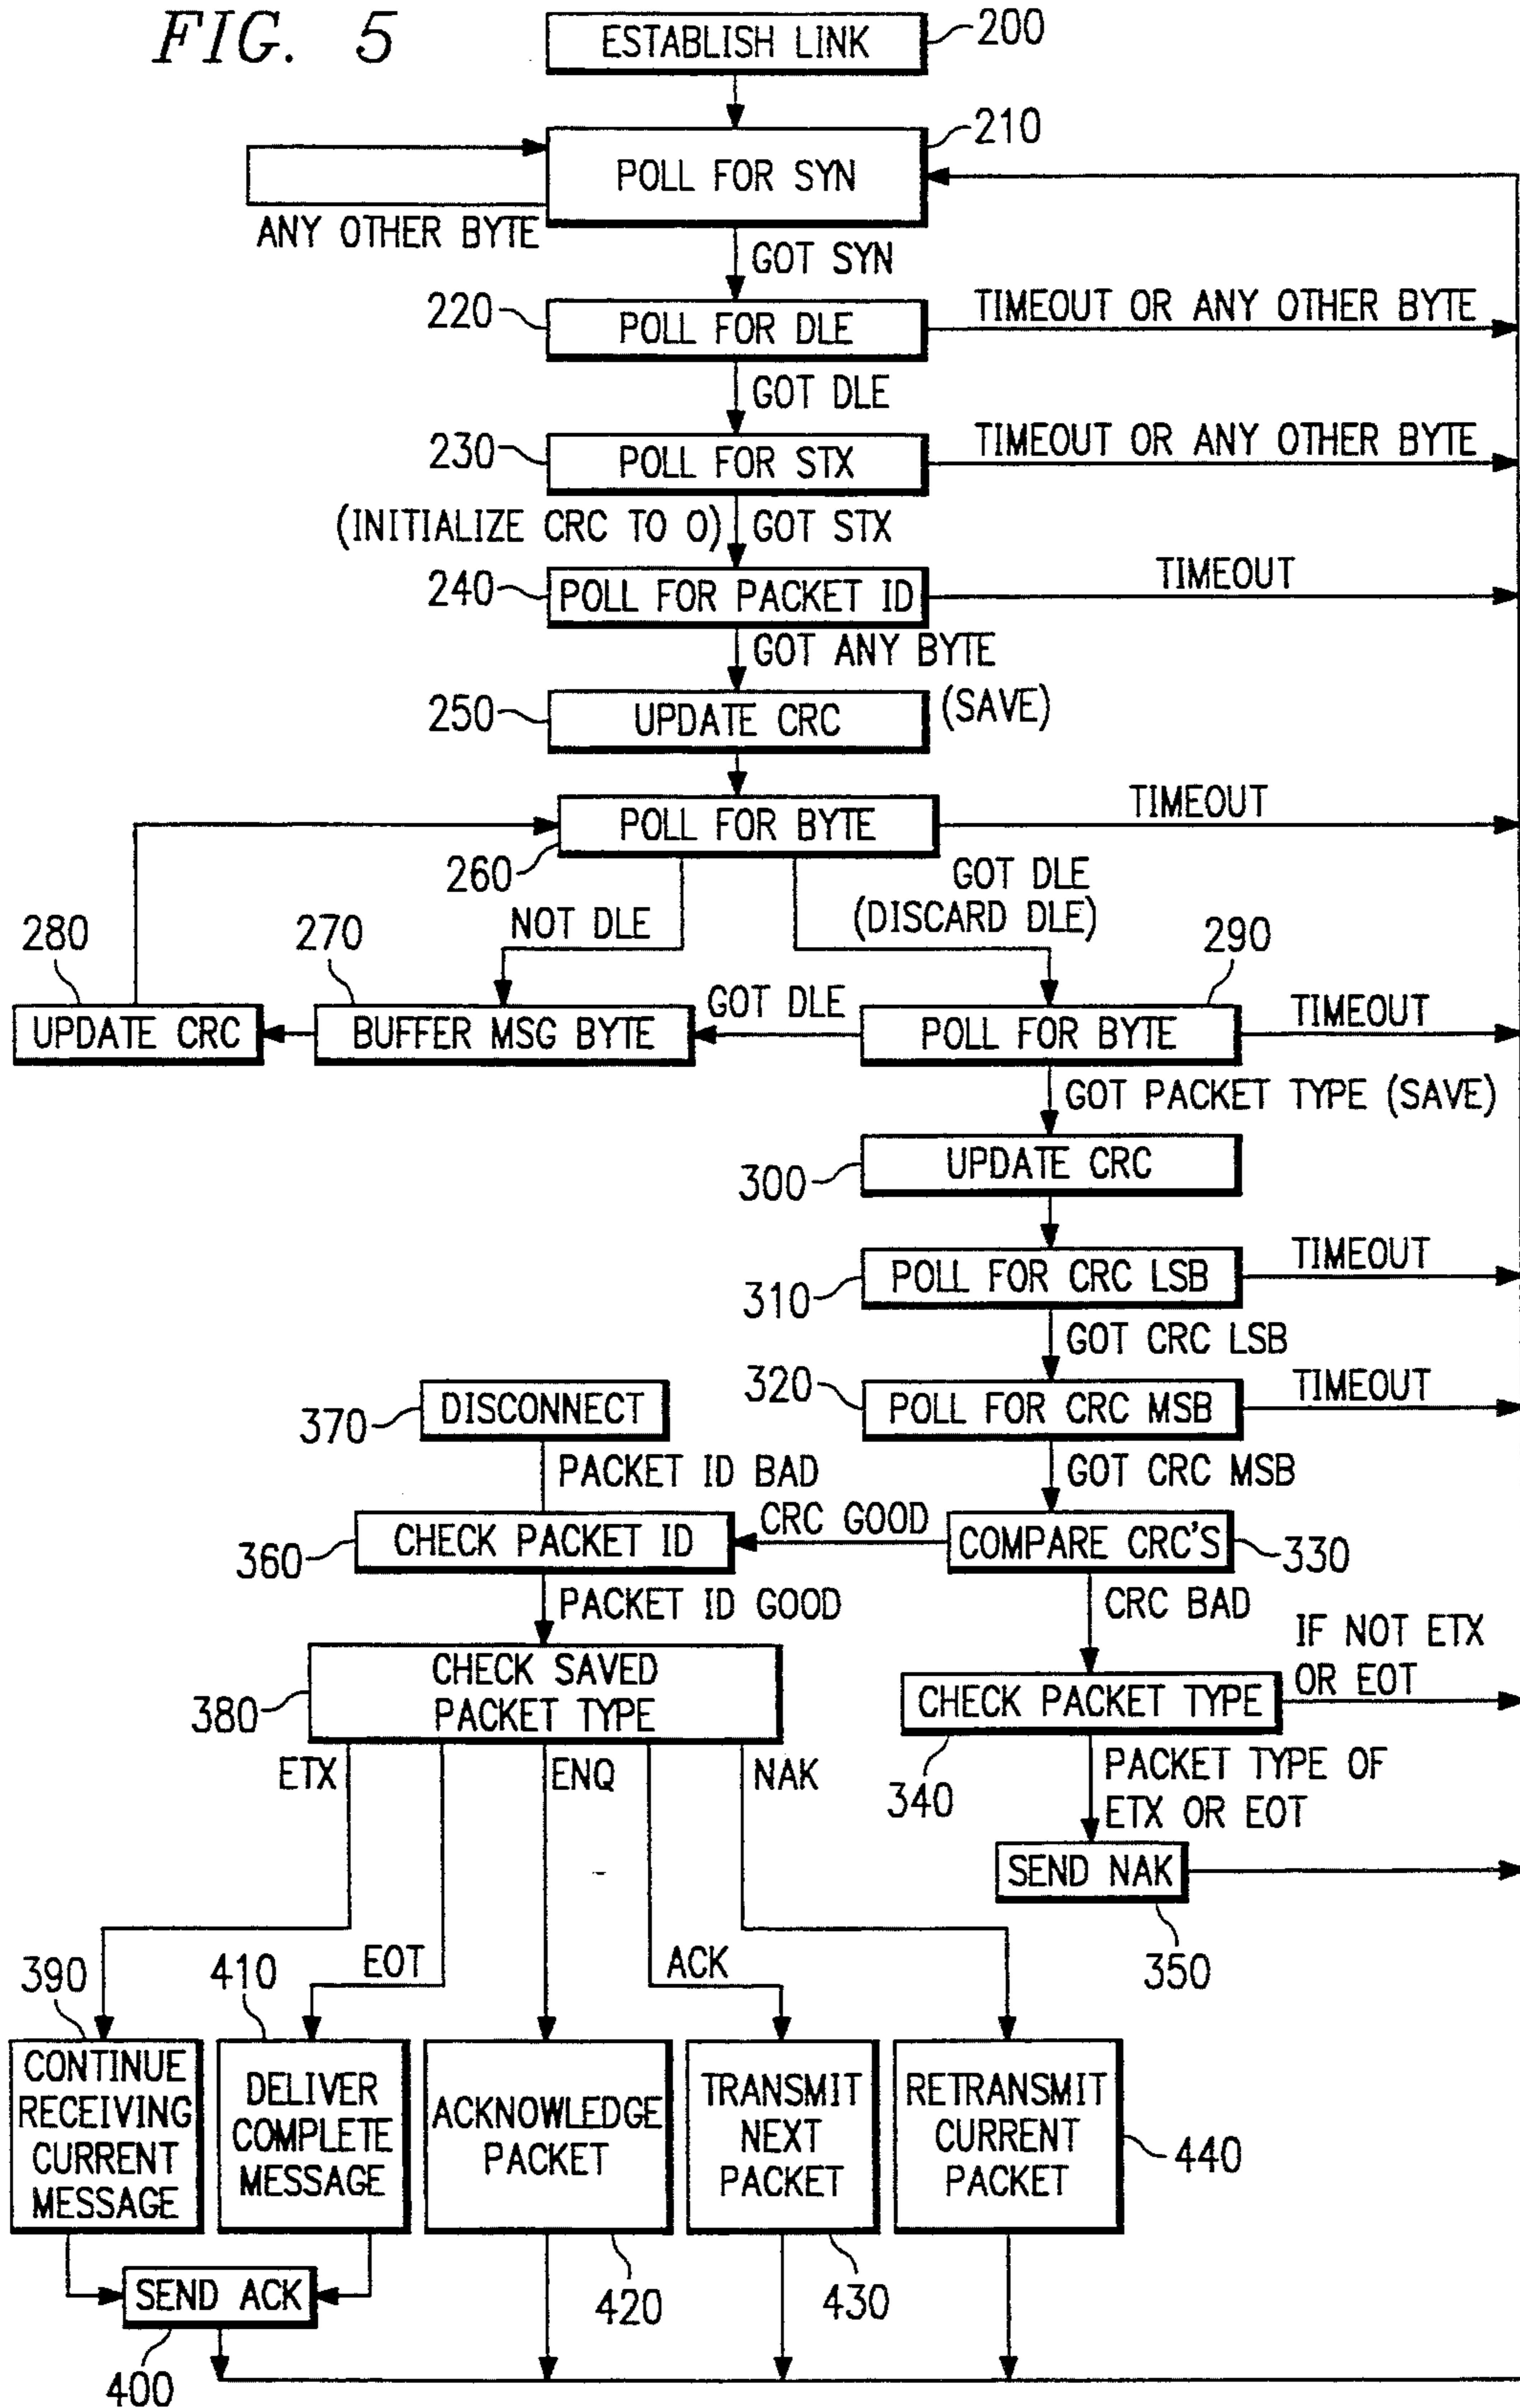 FIG. 5
ESTABLISH LINK
200
210
POLL FOR SYN
ANY OTHER BYTE
GOT SYN
220
POLL FOR DLE
TIMEOUT OR ANY OTHER BYTE
GOT DLE
230
POLL FOR STX
TIMEOUT OR ANY OTHER BYTE
(INITIALIZE CRC TO 0)
GOT STX
240
POLL FOR PACKET ID
TIMEOUT
GOT ANY BYTE
250
UPDATE CRC
(SAVE)
POLL FOR BYTE
TIMEOUT
260
GOT DLE
(DISCARD DLE)
NOT DLE
280
270
290
UPDATE CRC
BUFFER MSG BYTE
GOT DLE
POLL FOR BYTE
TIMEOUT
GOT PACKET TYPE (SAVE)
300
UPDATE CRC
310
POLL FOR CRC LSB
TIMEOUT
GOT CRC LSB
370
DISCONNECT
320
POLL FOR CRC MSB
TIMEOUT
PACKET ID BAD
GOT CRC MSB
360
CHECK PACKET ID
CRC GOOD
COMPARE CRC'S
330
PACKET ID GOOD
CRC BAD
IF NOT ETX
OR EOT
380
CHECK SAVED
PACKET TYPE
CHECK PACKET TYPE
340
ETX
ENQ
NAK
PACKET TYPE OF
ETX OR EOT
SEND NAK
350
390
410
EOT
ACK
CONTINUE
RECEIVING
CURRENT
MESSAGE
DELIVER
COMPLETE
MESSAGE
ACKNOWLEDGE
PACKET
TRANSMIT
NEXT
PACKET
RETRANSMIT
CURRENT
PACKET
440
SEND ACK
400
420
430